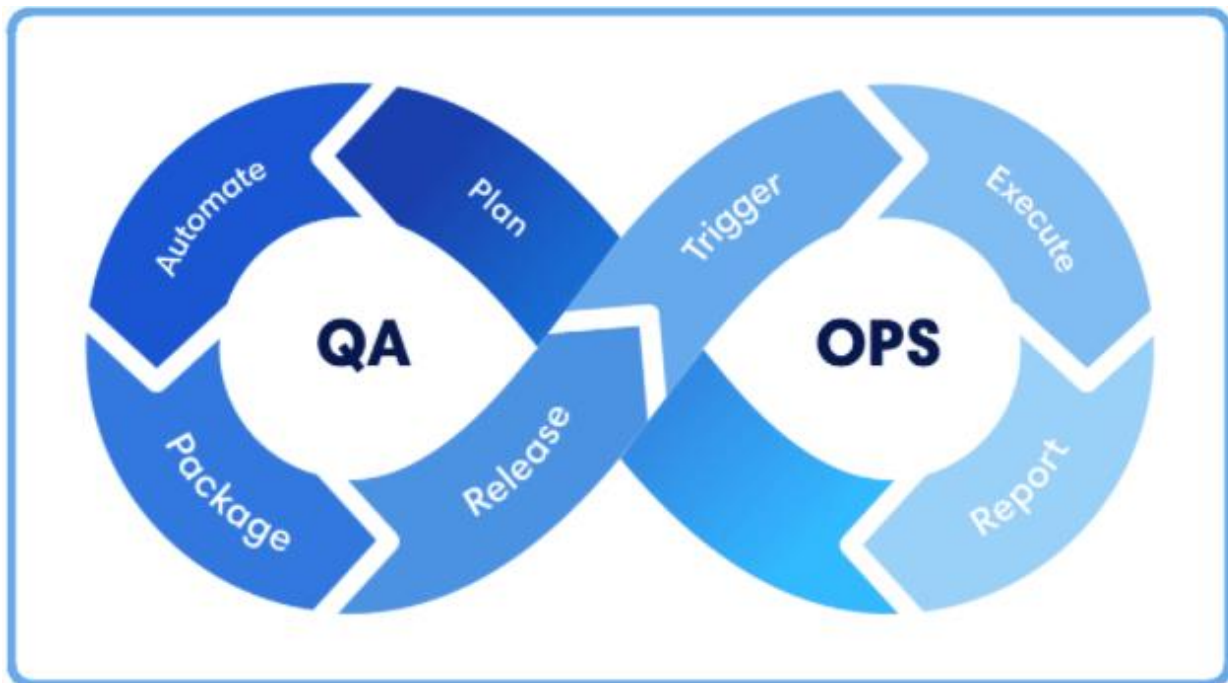 Automate
Plan
Trigger
Execute
QA
OPS
Package
Release
Report